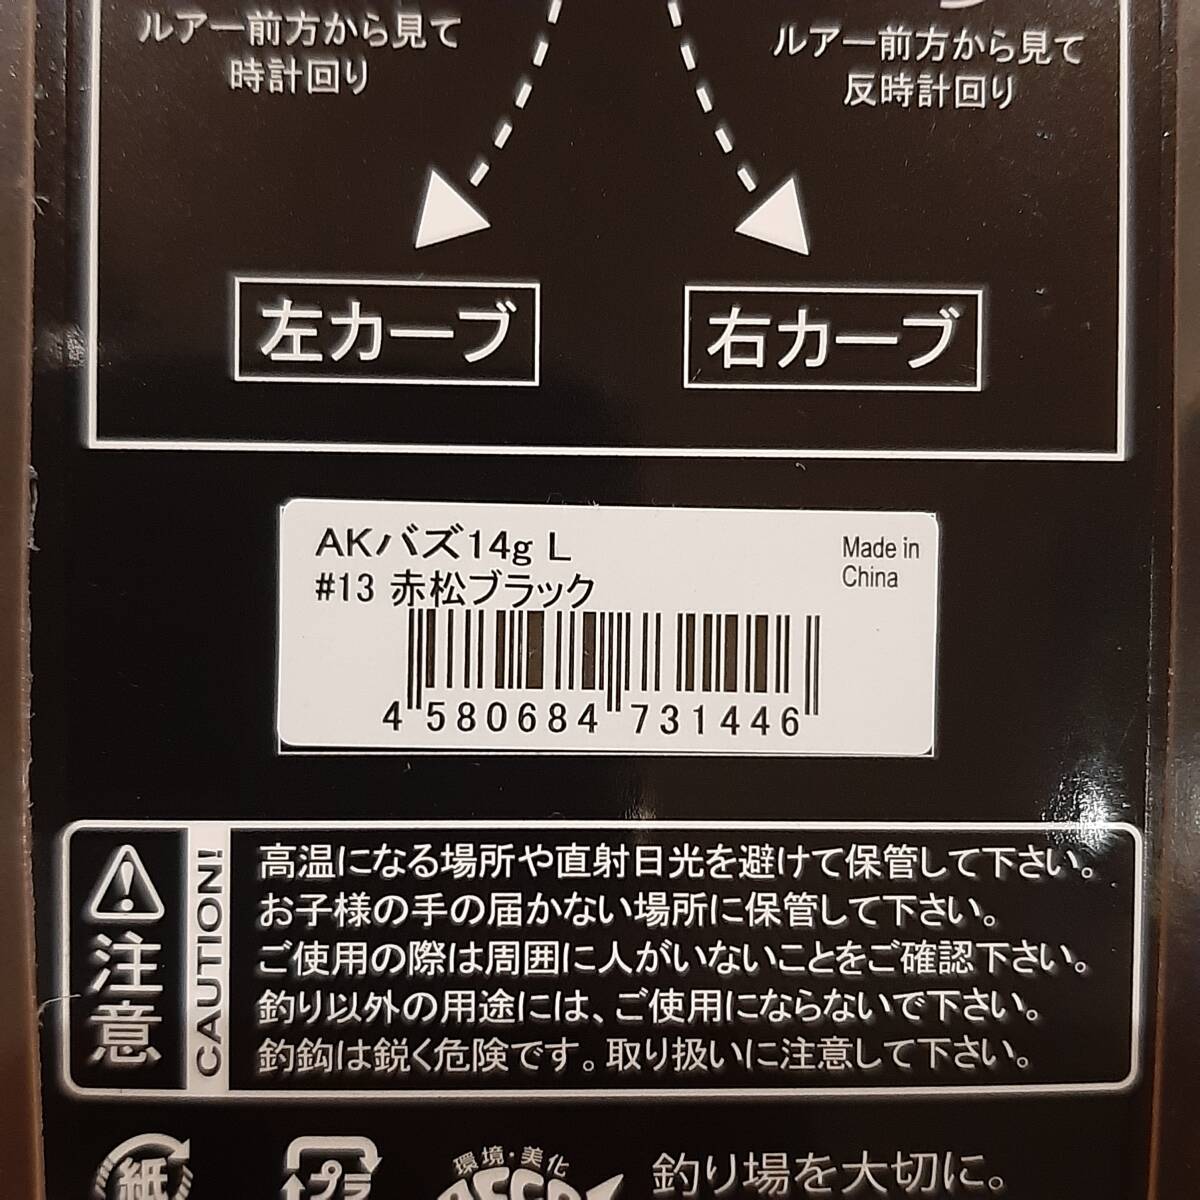 ルアー前方から見て
時計回り
ルアー前方から見て
反時計回り
左カーブ
右カーブ
AKバズ14g L
#13 赤松ブラック
Made in
China
4 580684 731446
注意
CAUTION!
高温になる場所や直射日光を避けて保管して下さい。
お子様の手の届かない場所に保管して下さい。
ご使用の際は周囲に人がいないことをご確認下さい。
釣り以外の用途には、ご使用にならないで下さい。
釣鈎は鋭く危険です。取り扱いに注意して下さい。
紙
プラ
環境・美化
釣り場を大切に。